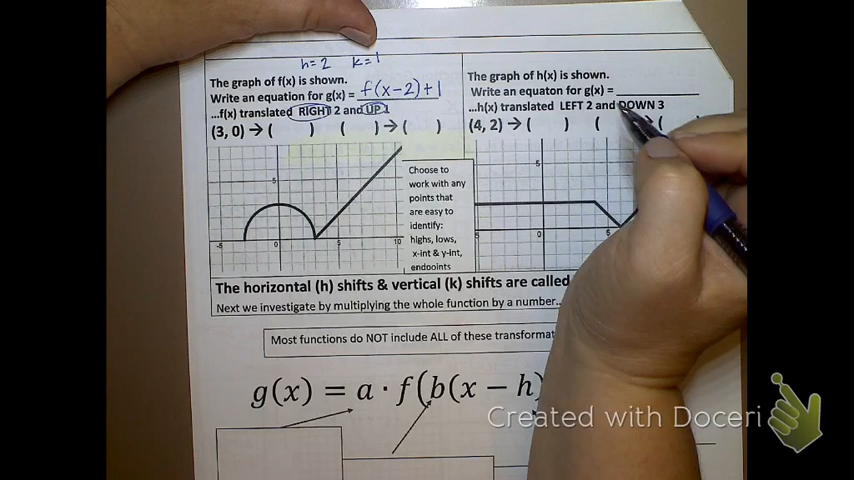 h=2 k=1
The graph of f(x) is shown.
Write an equation for g(x) = f(x-2)+1
...f(x) translated RIGHT 2 and UP 1
(3, 0) → ( ) ( ) → ( )
5
-5 0 5 10
Choose to
work with any
points that
are easy to
identify:
highs, lows,
x-int & y-int,
endpoints
The graph of h(x) is shown.
Write an equaton for g(x) = ________
...h(x) translated LEFT 2 and DOWN 3
(4, 2) → ( ) ( → (
5
0 5
The horizontal (h) shifts & vertical (k) shifts are called
Next we investigate by multiplying the whole function by a number...
Most functions do NOT include ALL of these
g(x) = a · f(b(x − h)
Created with Doceri